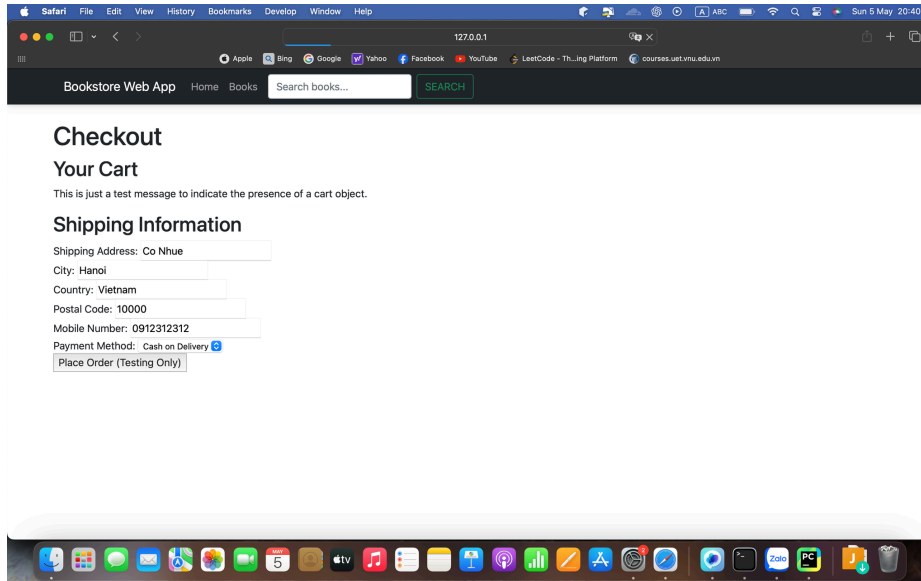 Safari File Edit View History Bookmarks Develop Window Help A ABC Sun 5 May 20:40
127.0.0.1
Apple Bing Google Yahoo Facebook YouTube LeetCode - Th...ing Platform courses.uet.vnu.edu.vn
Bookstore Web App Home Books Search books... SEARCH
Checkout
Your Cart
This is just a test message to indicate the presence of a cart object.
Shipping Information
Shipping Address: Co Nhue
City: Hanoi
Country: Vietnam
Postal Code: 10000
Mobile Number: 0912312312
Payment Method: Cash on Delivery
Place Order (Testing Only)
MAY
5 tv Zalo PC